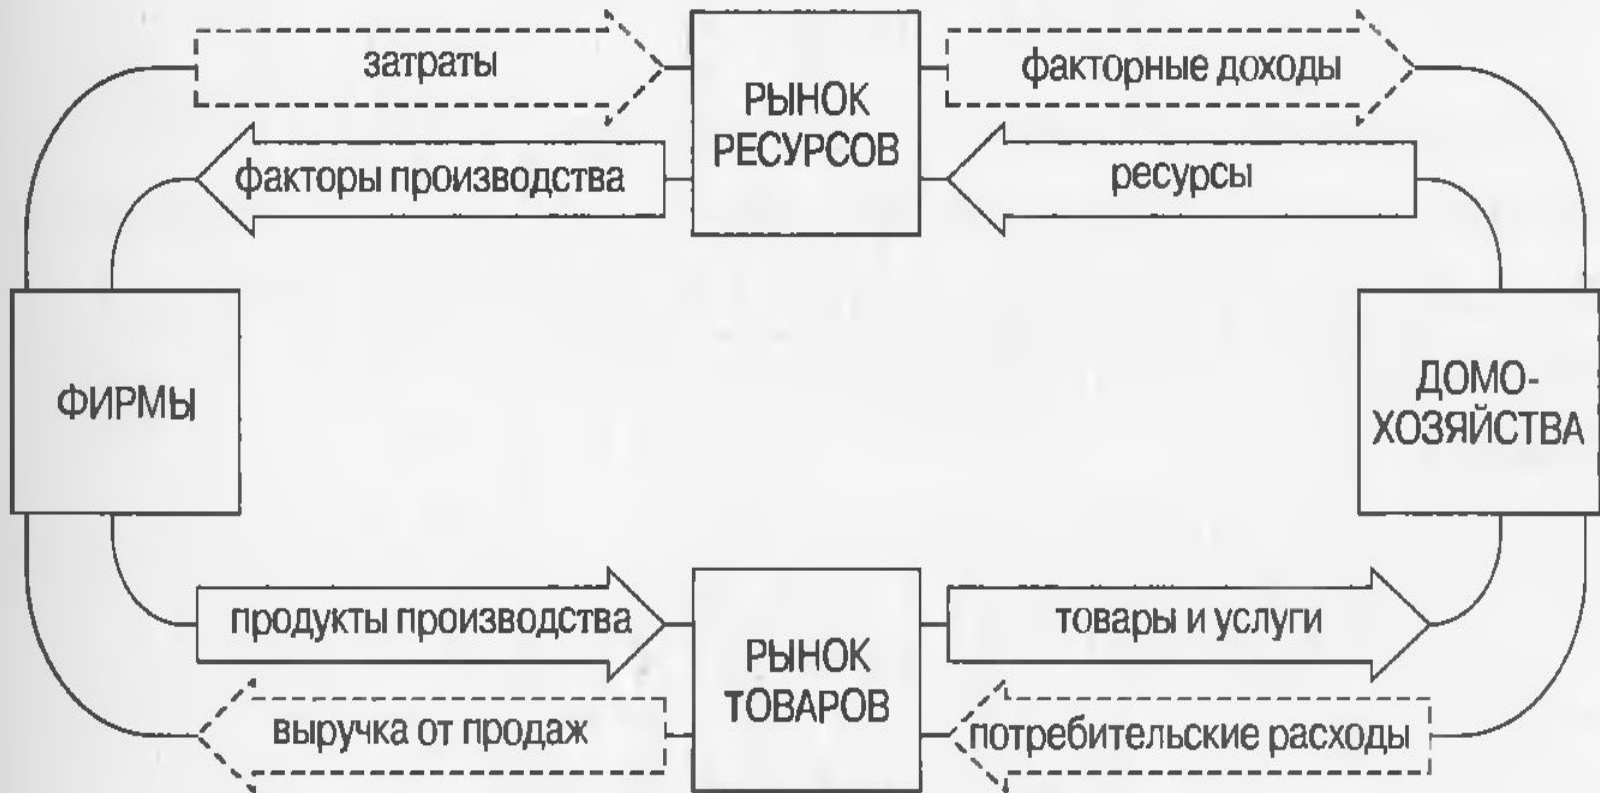 затраты
факторные доходы
РЫНОК
РЕСУРСОВ
факторы производства
ресурсы
ФИРМЫ
ДОМО-
ХОЗЯЙСТВА
продукты производства
товары и услуги
РЫНОК
ТОВАРОВ
выручка от продаж
потребительские расходы